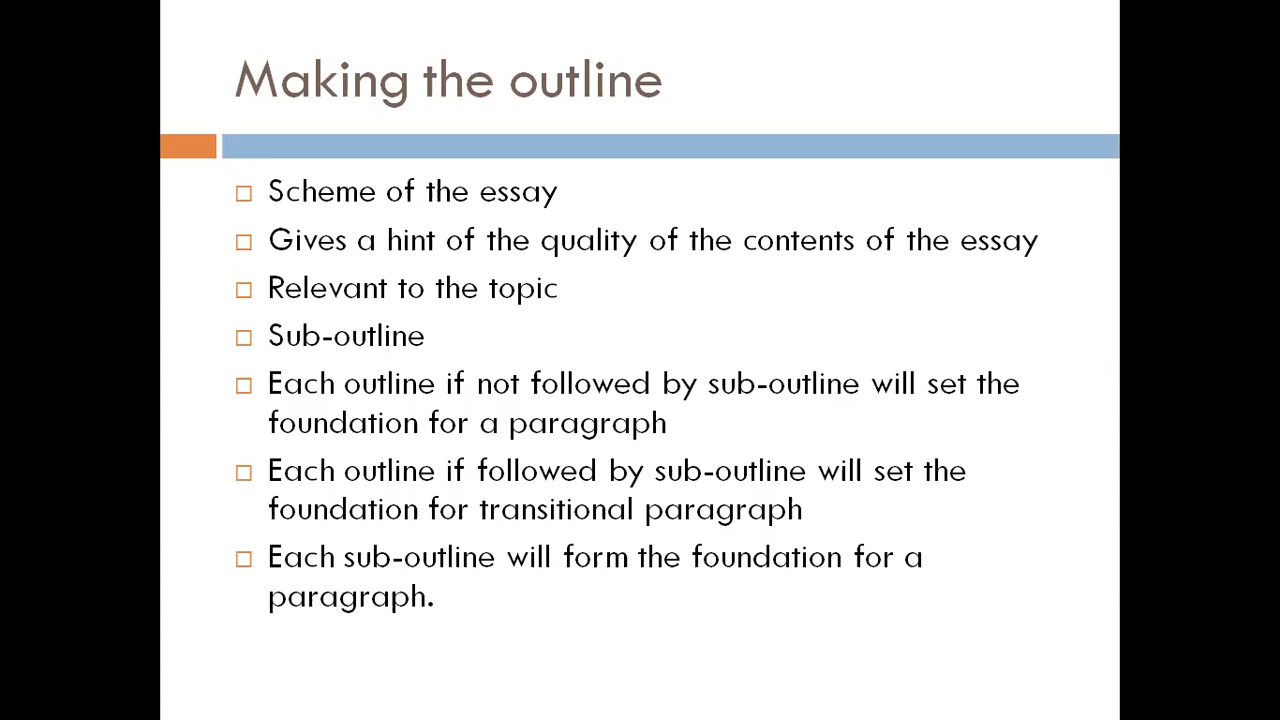 Making the outline
Scheme of the essay
Gives a hint of the quality of the contents of the essay
Relevant to the topic
Sub-outline
Each outline if not followed by sub-outline will set the
foundation for a paragraph
Each outline if followed by sub-outline will set the
foundation for transitional paragraph
Each sub-outline will form the foundation for a
paragraph.